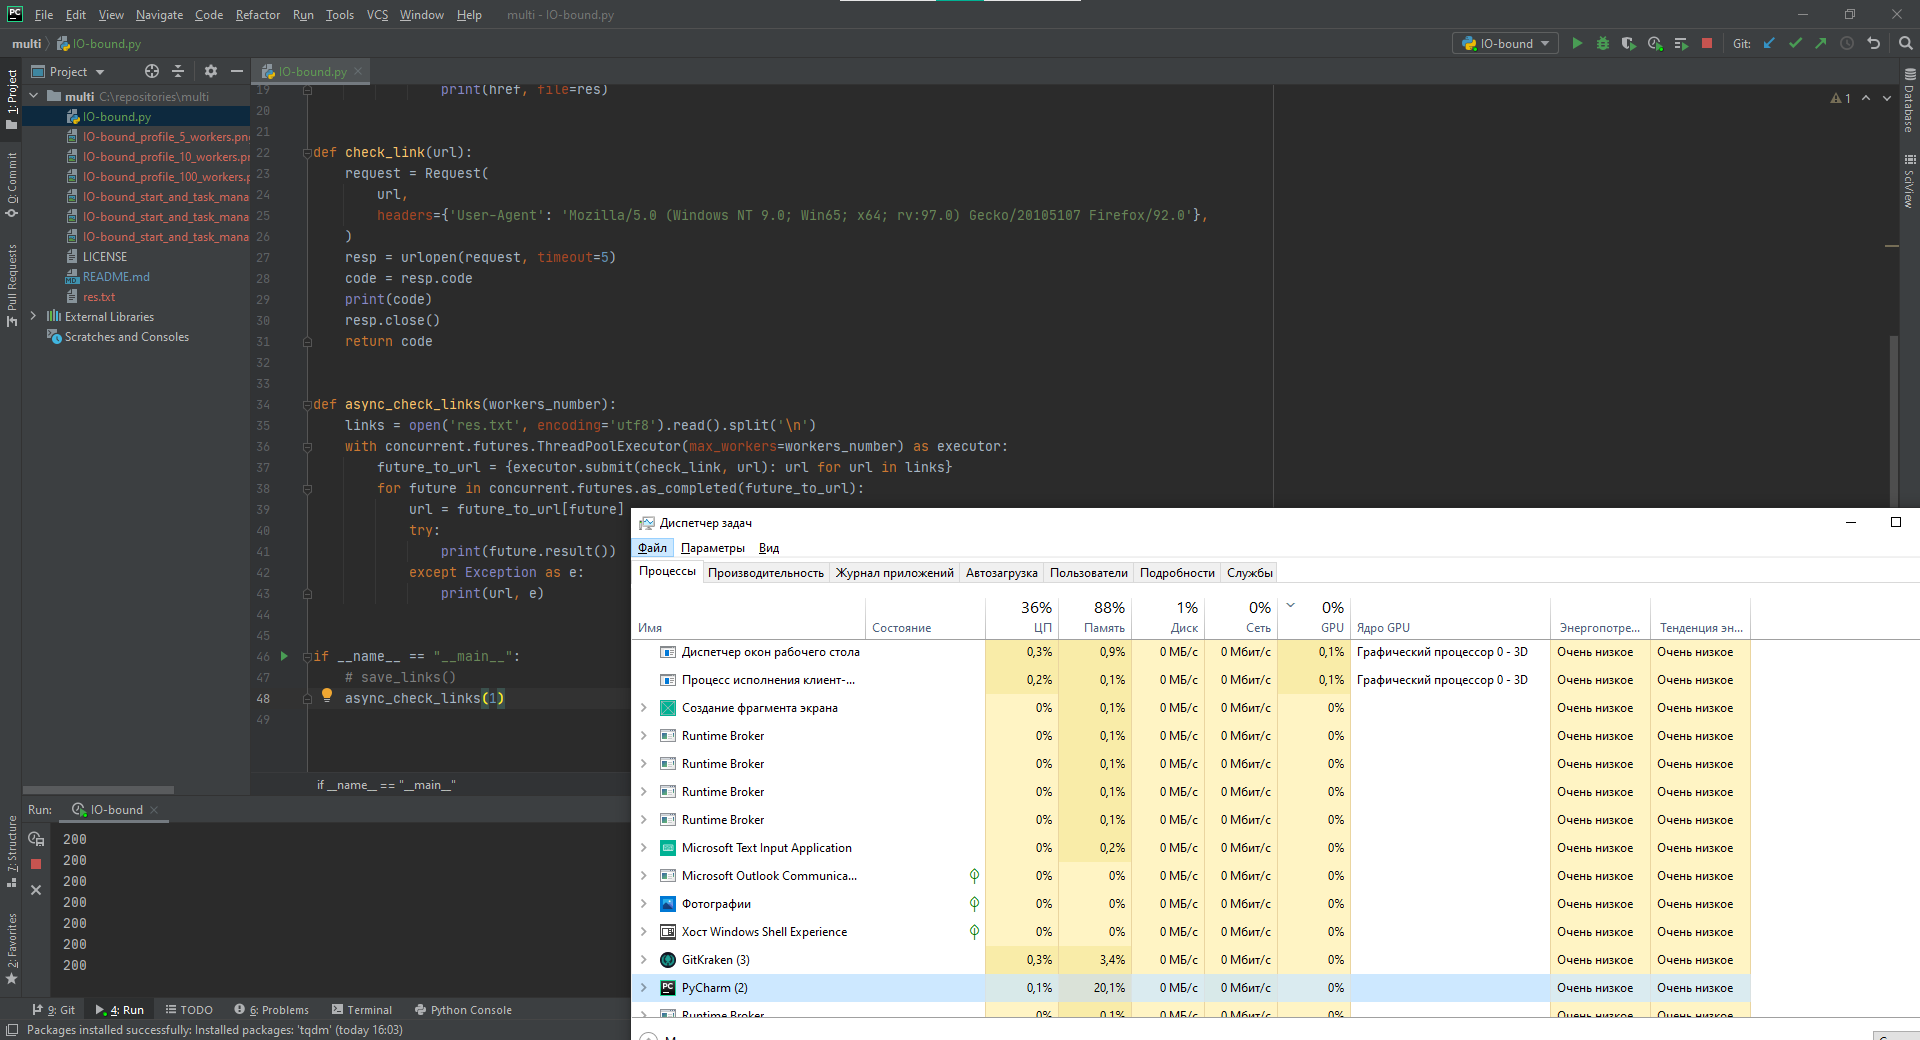 PC File Edit View Navigate Code Refactor Run Tools VCS Window Help multi - IO-bound.py
multi IO-bound.py IO-bound Git:
Project IO-bound.py
multi C:\repositories\multi
IO-bound.py
IO-bound_profile_5_workers.png
IO-bound_profile_10_workers.pr
IO-bound_profile_100_workers.p
IO-bound_start_and_task_mana
IO-bound_start_and_task_mana
IO-bound_start_and_task_mana
LICENSE
README.md
res.txt
External Libraries
Scratches and Consoles
1: Project
0: Commit
Pull Requests
7: Structure
2: Favorites
Database
SciView
1
19 print(href, file=res)
20
21
22 def check_link(url):
23 request = Request(
24 url,
25 headers={'User-Agent': 'Mozilla/5.0 (Windows NT 9.0; Win65; x64; rv:97.0) Gecko/20105107 Firefox/92.0'},
26 )
27 resp = urlopen(request, timeout=5)
28 code = resp.code
29 print(code)
30 resp.close()
31 return code
32
33
34 def async_check_links(workers_number):
35 links = open('res.txt', encoding='utf8').read().split('\n')
36 with concurrent.futures.ThreadPoolExecutor(max_workers=workers_number) as executor:
37 future_to_url = {executor.submit(check_link, url): url for url in links}
38 for future in concurrent.futures.as_completed(future_to_url):
39 url = future_to_url[future]
40 try:
41 print(future.result())
42 except Exception as e:
43 print(url, e)
44
45
46 if __name__ == "__main__":
47 # save_links()
48 async_check_links(1)
49
if __name__ == "__main__"
Run: IO-bound
200
200
200
200
200
200
200
9: Git 4: Run TODO 6: Problems Terminal Python Console
Packages installed successfully: Installed packages: 'tqdm' (today 16:03)
Диспетчер задач
Файл Параметры Вид
Процессы Производительность Журнал приложений Автозагрузка Пользователи Подробности Службы
36% 88% 1% 0% 0%
Имя Состояние ЦП Память Диск Сеть GPU Ядро GPU Энергопотре... Тенденция эн...
Диспетчер окон рабочего стола 0,3% 0,9% 0 МБ/с 0 Мбит/с 0,1% Графический процессор 0 - 3D Очень низкое Очень низкое
Процесс исполнения клиент-... 0,2% 0,1% 0 МБ/с 0 Мбит/с 0,1% Графический процессор 0 - 3D Очень низкое Очень низкое
Создание фрагмента экрана 0% 0,1% 0 МБ/с 0 Мбит/с 0% Очень низкое Очень низкое
Runtime Broker 0% 0,1% 0 МБ/с 0 Мбит/с 0% Очень низкое Очень низкое
Runtime Broker 0% 0,1% 0 МБ/с 0 Мбит/с 0% Очень низкое Очень низкое
Runtime Broker 0% 0,1% 0 МБ/с 0 Мбит/с 0% Очень низкое Очень низкое
Runtime Broker 0% 0,1% 0 МБ/с 0 Мбит/с 0% Очень низкое Очень низкое
Microsoft Text Input Application 0% 0,2% 0 МБ/с 0 Мбит/с 0% Очень низкое Очень низкое
Microsoft Outlook Communica... 0% 0% 0 МБ/с 0 Мбит/с 0% Очень низкое Очень низкое
Фотографии 0% 0% 0 МБ/с 0 Мбит/с 0% Очень низкое Очень низкое
Хост Windows Shell Experience 0% 0% 0 МБ/с 0 Мбит/с 0% Очень низкое Очень низкое
GitKraken (3) 0,3% 3,4% 0 МБ/с 0 Мбит/с 0% Очень низкое Очень низкое
PyCharm (2) 0,1% 20,1% 0 МБ/с 0 Мбит/с 0% Очень низкое Очень низкое
Runtime Broker 0% 0,1% 0 МБ/с 0 Мбит/с 0% Очень низкое Очень низкое